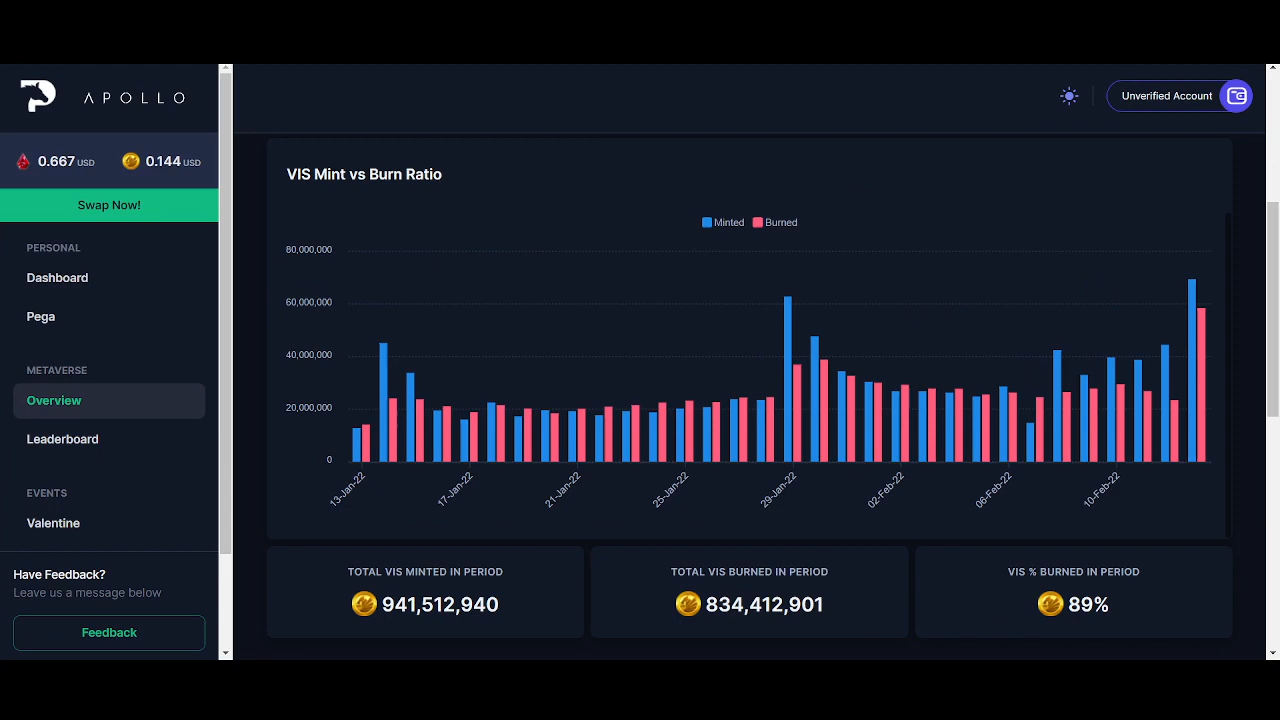 APOLLO
0.667 USD 0.144 USD
Swap Now!
PERSONAL
Dashboard
Pega
METAVERSE
Overview
Leaderboard
EVENTS
Valentine
Have Feedback?
Leave us a message below
Feedback
Unverified Account
VIS Mint vs Burn Ratio
Minted Burned
80,000,000
60,000,000
40,000,000
20,000,000
0
13-Jan-22 17-Jan-22 21-Jan-22 25-Jan-22 29-Jan-22 02-Feb-22 06-Feb-22 10-Feb-22
TOTAL VIS MINTED IN PERIOD
941,512,940
TOTAL VIS BURNED IN PERIOD
834,412,901
VIS % BURNED IN PERIOD
89%